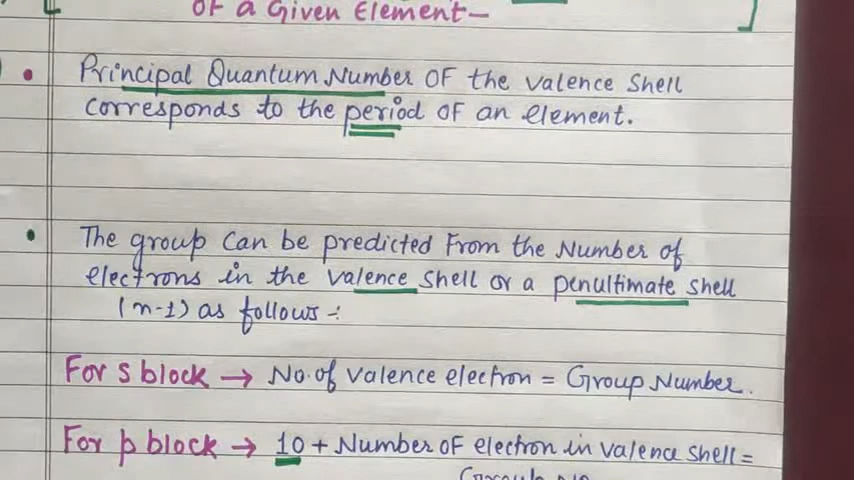 of a Given Element—
Principal Quantum Number of the valence shell
corresponds to the period of an element.
The group can be predicted from the Number of
electrons in the valence shell or a penultimate shell
(n-1) as follows :-
For s block → No. of valence electron = Group Number.
For p block → 10 + Number of electron in valence shell =